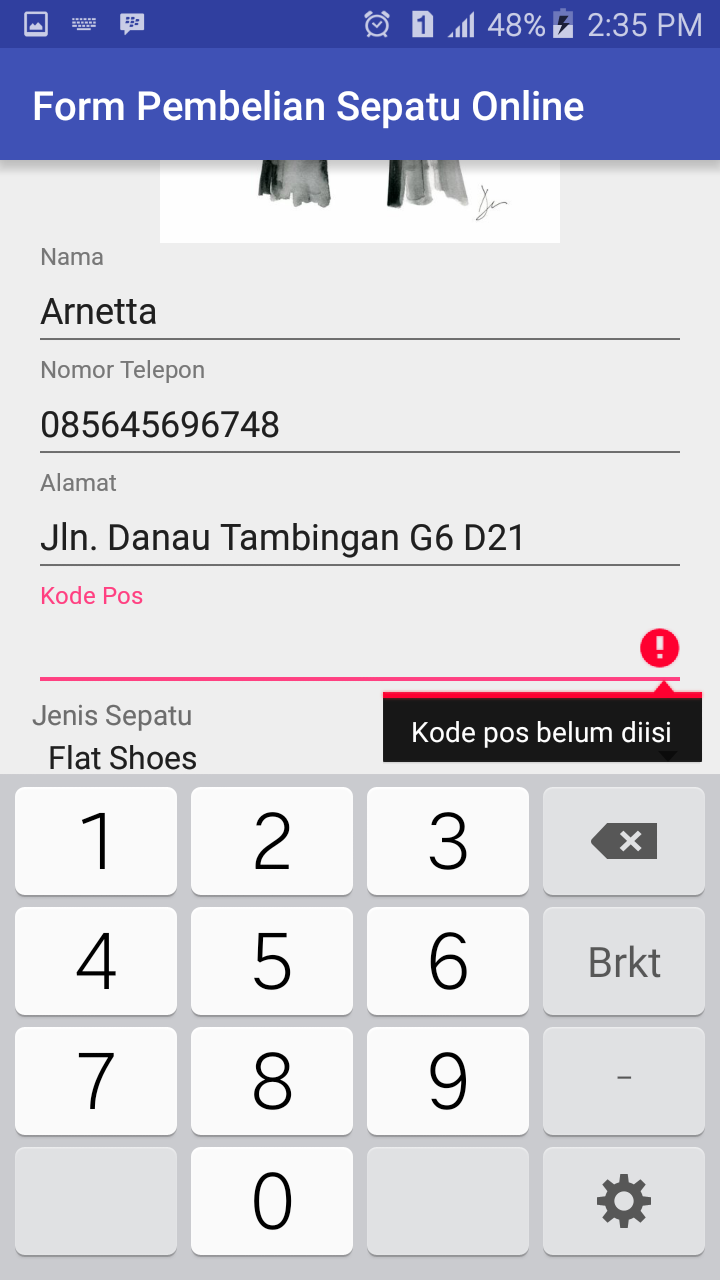 1 48% 2:35 PM
Form Pembelian Sepatu Online
Nama
Arnetta
Nomor Telepon
085645696748
Alamat
Jln. Danau Tambingan G6 D21
Kode Pos
!
Jenis Sepatu
Kode pos belum diisi
Flat Shoes
1 2 3
4 5 6 Brkt
7 8 9 -
0